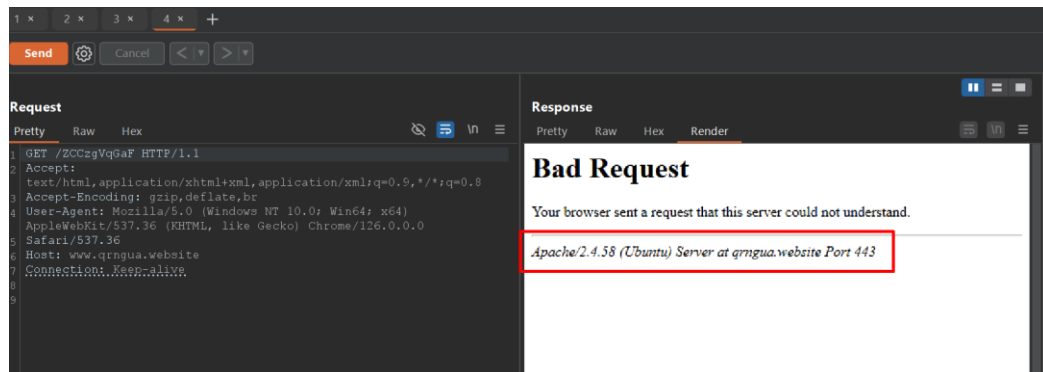 1 × 2 × 3 × 4 × +
Send Cancel < >
Request
Pretty Raw Hex \n
1 GET /ZCCzgVqGaF HTTP/1.1
2 Accept:
text/html,application/xhtml+xml,application/xml;q=0.9,*/*;q=0.8
3 Accept-Encoding: gzip,deflate,br
4 User-Agent: Mozilla/5.0 (Windows NT 10.0; Win64; x64)
AppleWebKit/537.36 (KHTML, like Gecko) Chrome/126.0.0.0
5 Safari/537.36
6 Host: www.qrngua.website
7 Connection: Keep-alive
8
9
Response
Pretty Raw Hex Render \n
Bad Request
Your browser sent a request that this server could not understand.
Apache/2.4.58 (Ubuntu) Server at qrngua.website Port 443